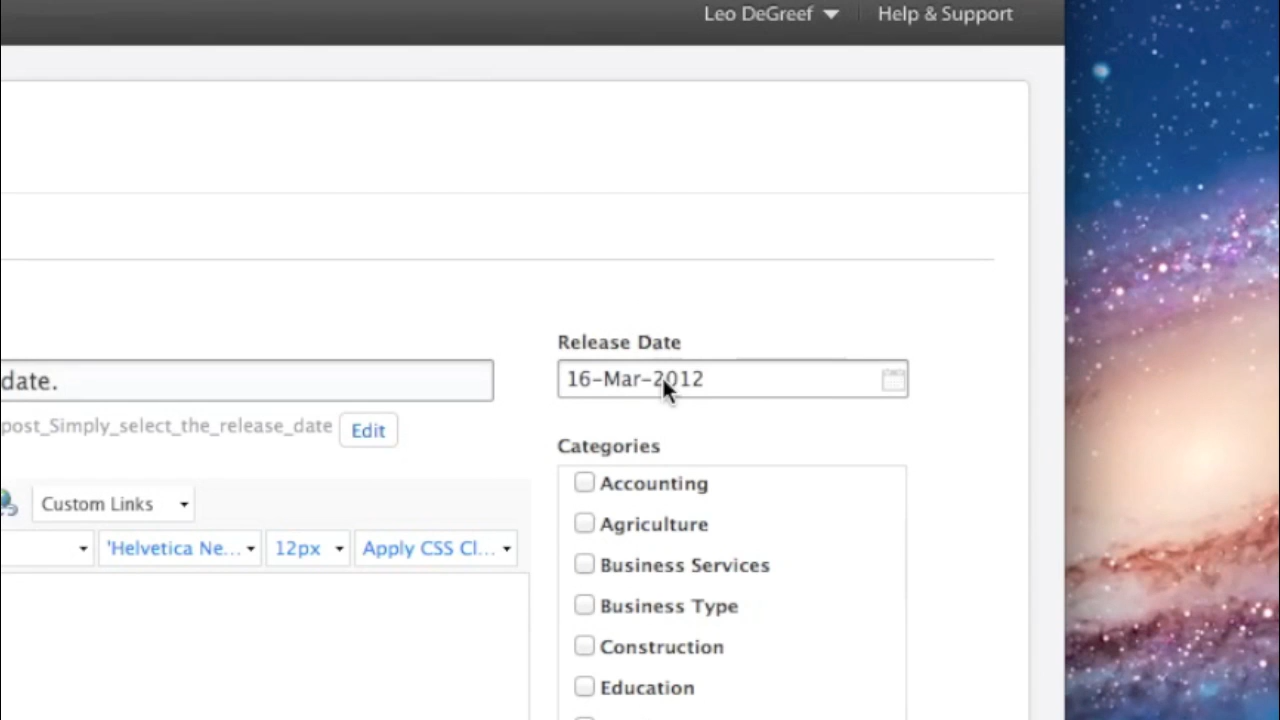 Leo DeGreef Help & Support
Release Date
date.
16-Mar-2012
post_Simply_select_the_release_date Edit
Categories
Accounting
Custom Links
Agriculture
'Helvetica Ne... 12px Apply CSS Cl...
Business Services
Business Type
Construction
Education